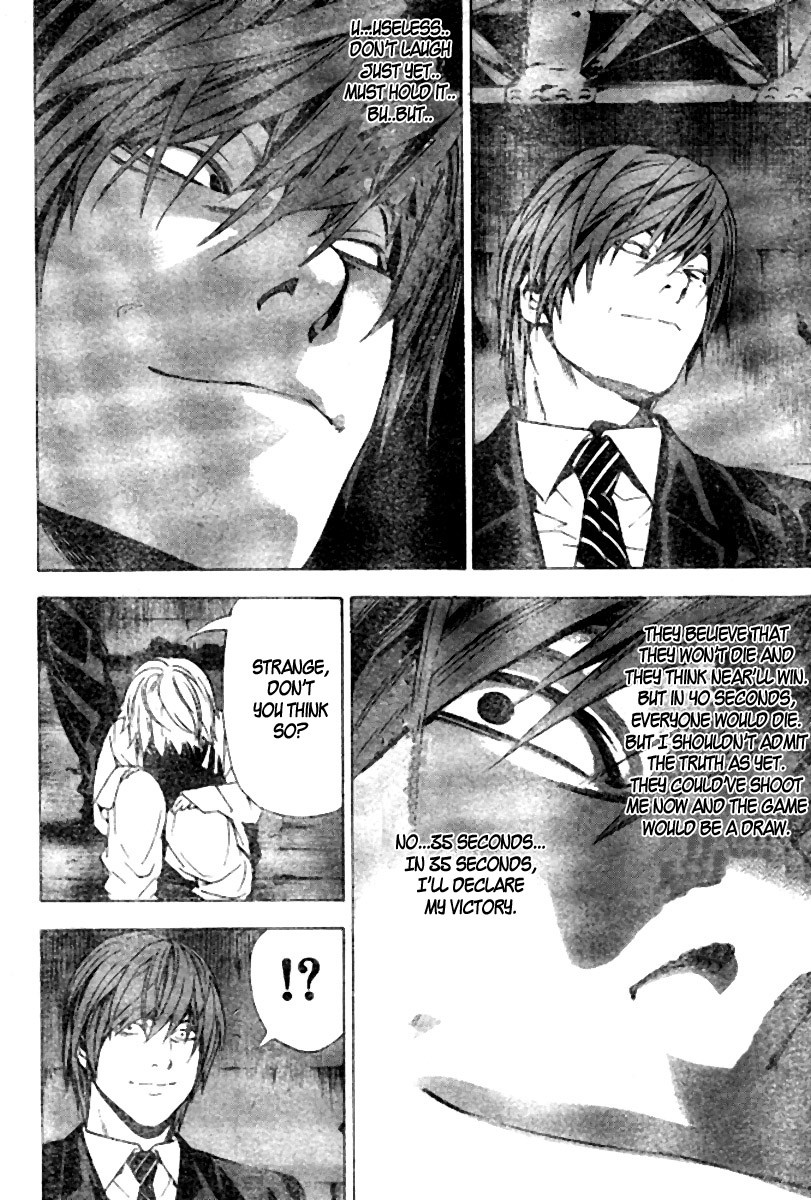 U...USELESS..
DON'T LAUGH
JUST YET..
MUST HOLD IT..
BU..BUT..
THEY BELIEVE THAT
THEY WON'T DIE AND
THEY THINK NEAR'LL WIN.
BUT IN 40 SECONDS,
EVERYONE WOULD DIE.
BUT I SHOULDN'T ADMIT
THE TRUTH AS YET.
THEY COULD'VE SHOOT
ME NOW AND THE GAME
WOULD BE A DRAW.
NO...35 SECONDS...
IN 35 SECONDS,
I'LL DECLARE
MY VICTORY.
STRANGE,
DON'T
YOU THINK
SO?
!?